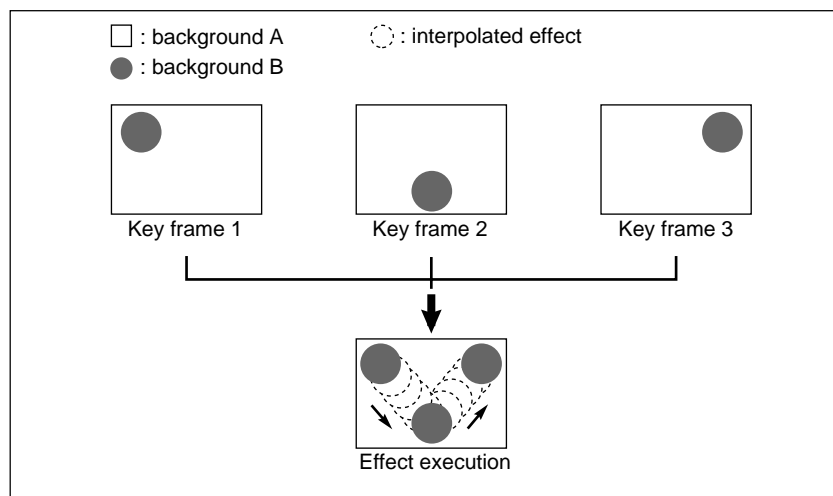 : background A
: interpolated effect
: background B
Key frame 1
Key frame 2
Key frame 3
Effect execution